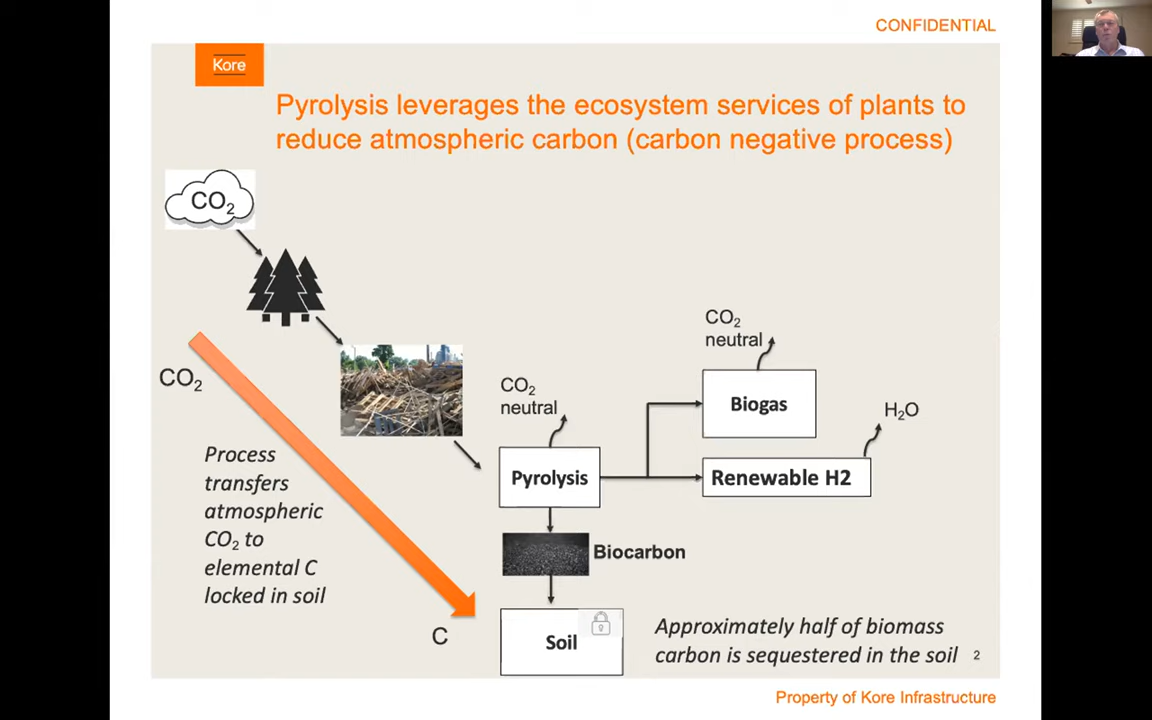 CONFIDENTIAL
Kore
Pyrolysis leverages the ecosystem services of plants to
reduce atmospheric carbon (carbon negative process)
CO₂
CO₂
Process
transfers
atmospheric
CO₂ to
elemental C
locked in soil
C
CO₂
neutral
Pyrolysis
CO₂
neutral
Biogas
H₂O
Renewable H2
Biocarbon
Soil
Approximately half of biomass
carbon is sequestered in the soil
2
Property of Kore Infrastructure